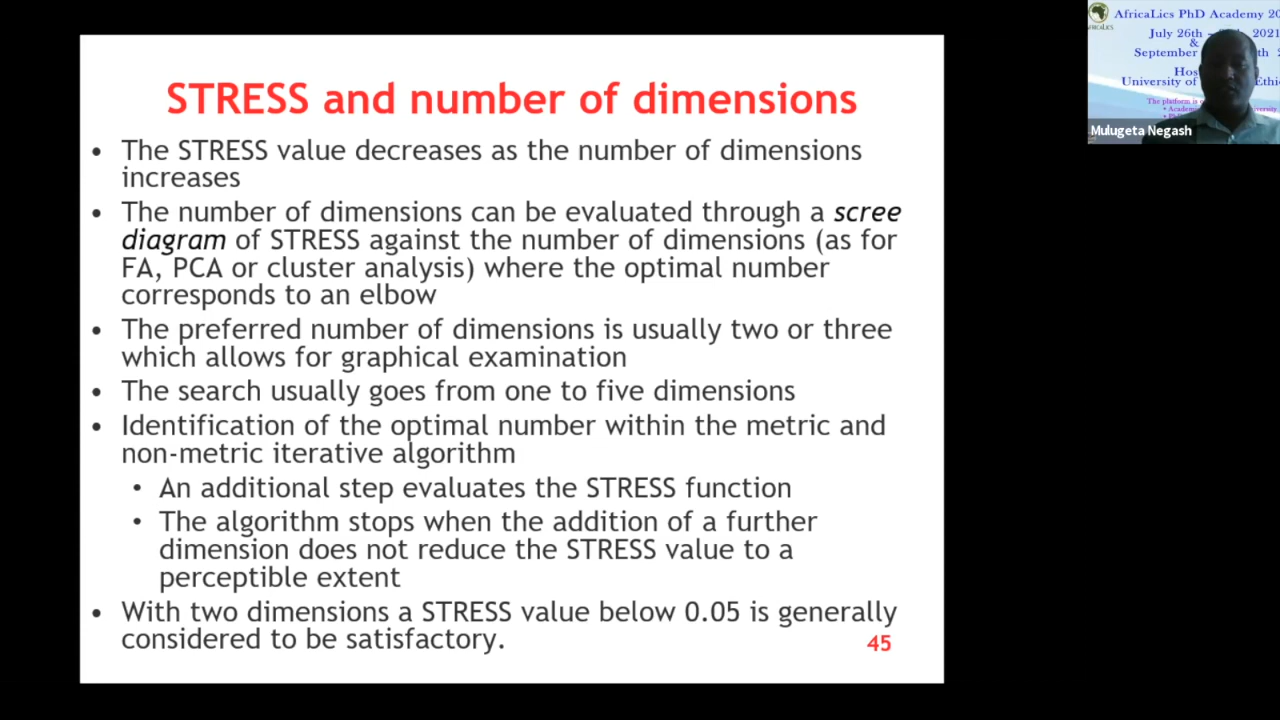 STRESS and number of dimensions
• The STRESS value decreases as the number of dimensions
increases
• The number of dimensions can be evaluated through a scree
diagram of STRESS against the number of dimensions (as for
FA, PCA or cluster analysis) where the optimal number
corresponds to an elbow
• The preferred number of dimensions is usually two or three
which allows for graphical examination
• The search usually goes from one to five dimensions
• Identification of the optimal number within the metric and
non-metric iterative algorithm
• An additional step evaluates the STRESS function
• The algorithm stops when the addition of a further
dimension does not reduce the STRESS value to a
perceptible extent
• With two dimensions a STRESS value below 0.05 is generally
considered to be satisfactory.
45
AfricaLics PhD Academy
July 26th – 2021
&
September
University of
The platform is
Mulugeta Negash